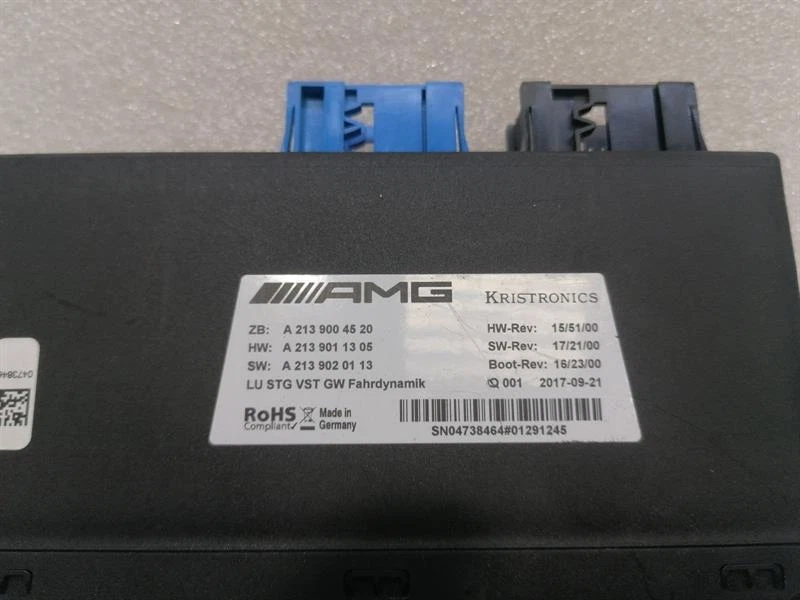 AMG KRISTRONICS
ZB: A 213 900 45 20 HW-Rev: 15/51/00
HW: A 213 901 13 05 SW-Rev: 17/21/00
SW: A 213 902 01 13 Boot-Rev: 16/23/00
LU STG VST GW Fahrdynamik Q 001 2017-09-21
RoHS
Compliant
Made in
Germany
SN04738464#01291245